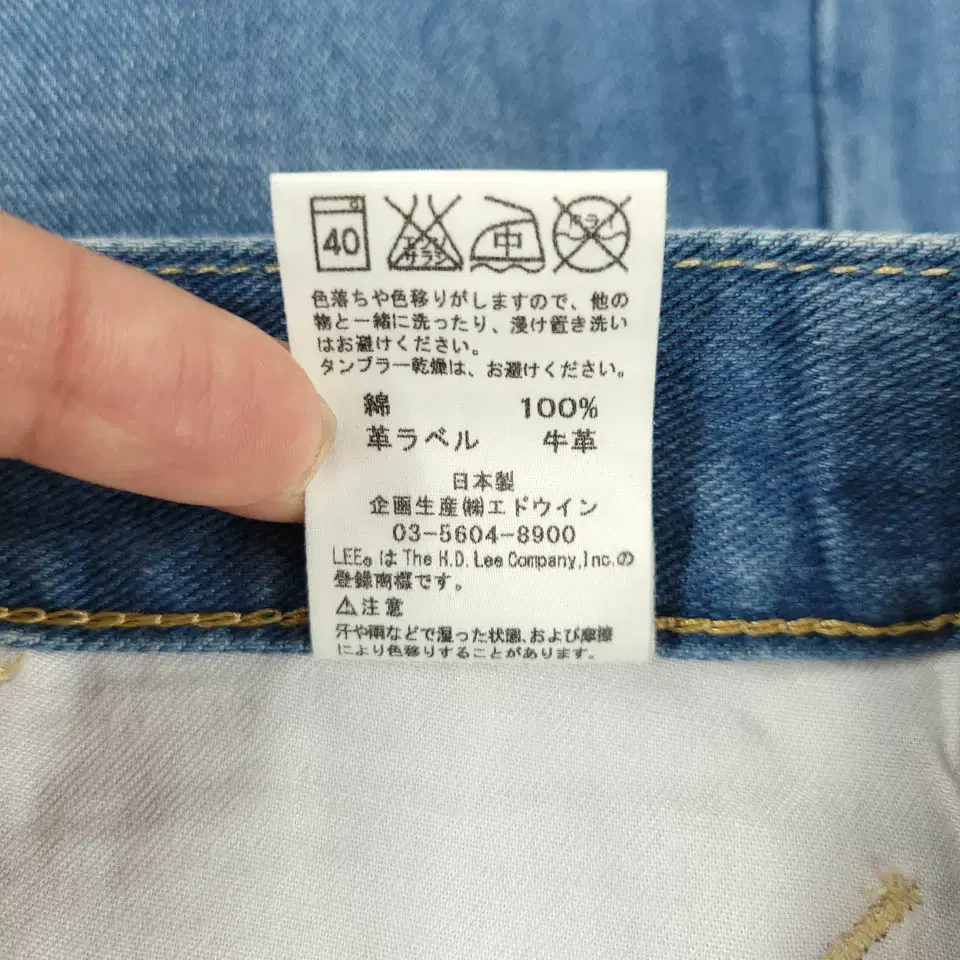 40
エンソ
サラシ
中
ドライ
色落ちや色移りがしますので、他の
物と一緒に洗ったり、浸け置き洗い
はお避けください。
タンブラー乾燥は、お避けください。
綿 100%
革ラベル 牛革
日本製
企画生産㈱エドウイン
03-5604-8900
LEE® は The H.D. Lee Company,Inc.の
登録商標です。
⚠注意
汗や雨などで湿った状態、および摩擦
により色移りすることがあります。